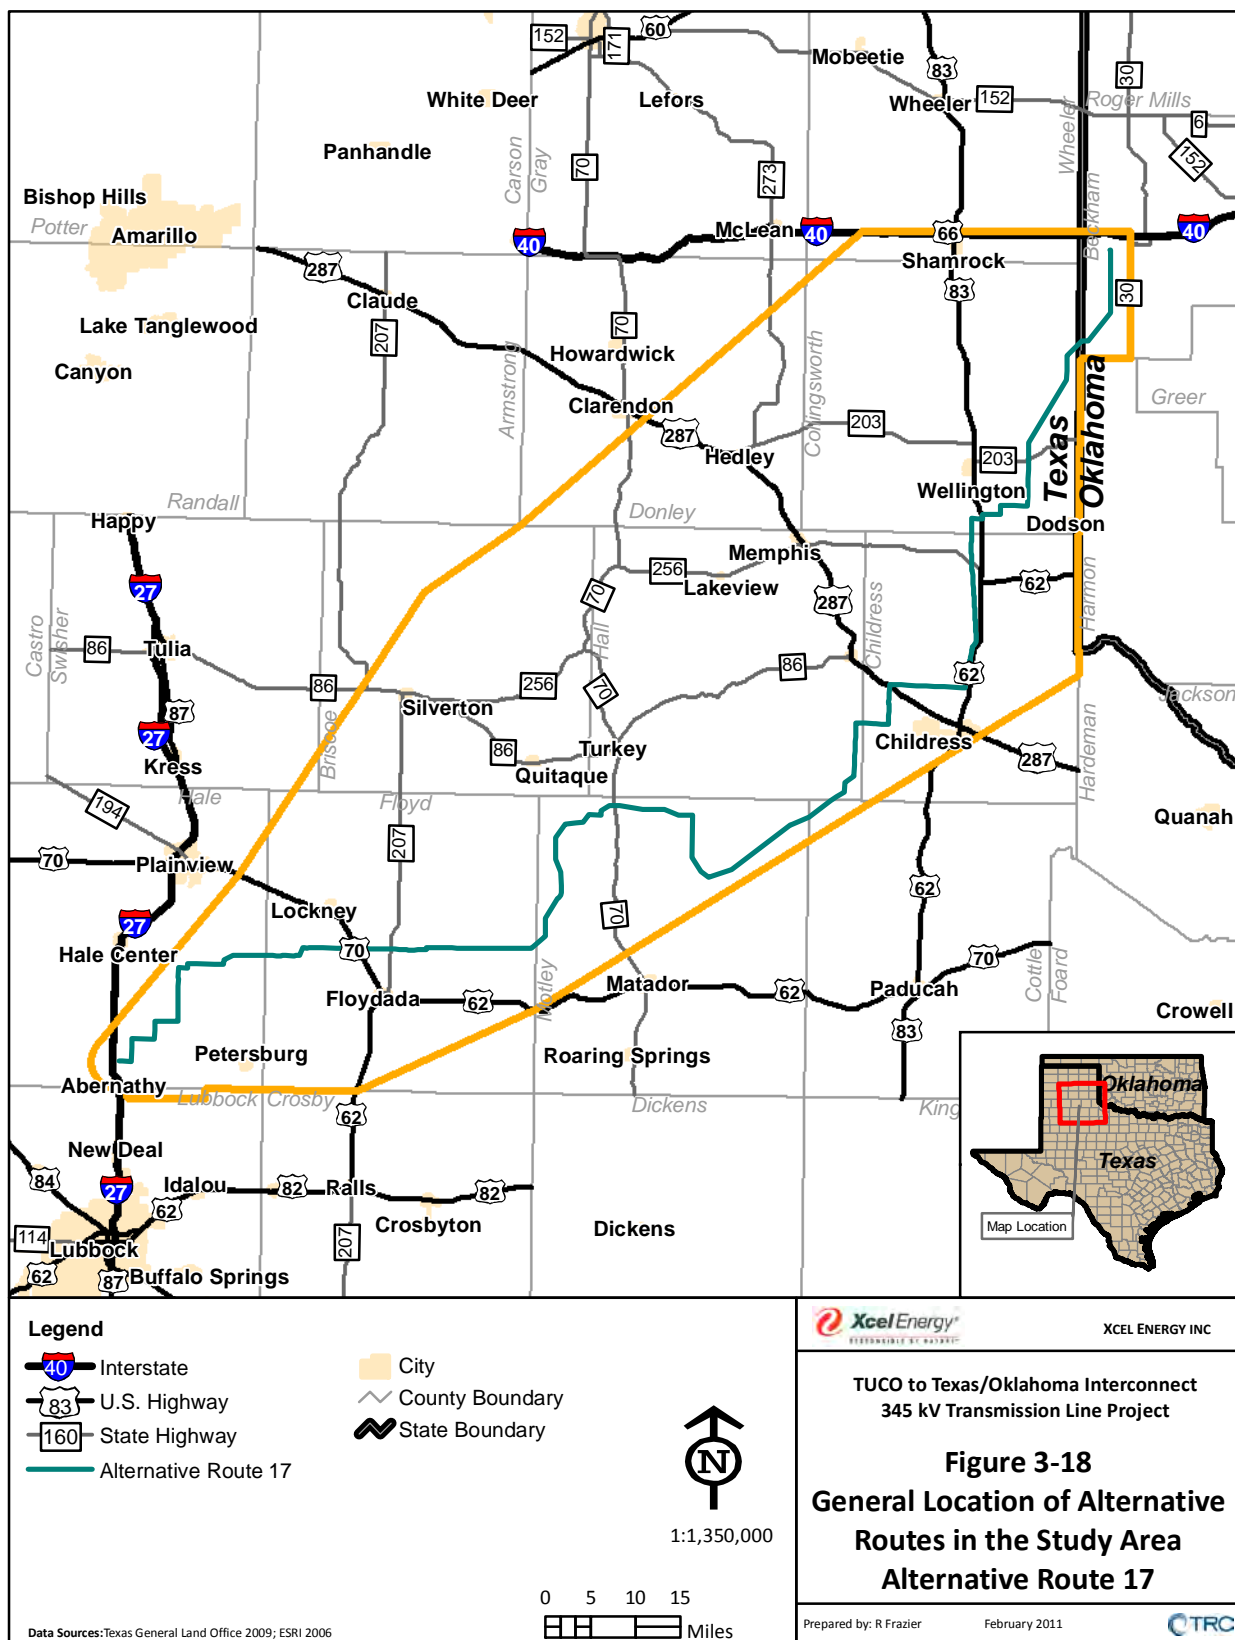 152
171
60
Mobeetie
83
30
White Deer
Lefors
Wheeler
152
Wheeler
Roger Mills
6
152
Panhandle
Carson
Gray
70
273
Bishop Hills
Potter
Amarillo
40
McLean
40
66
Beckham
40
Shamrock
287
83
30
Claude
Lake Tanglewood
207
70
Howardwick
Canyon
Armstrong
Collingsworth
Clarendon
287
203
Greer
Hedley
203
Texas
Oklahoma
Wellington
Randall
Donley
Happy
Dodson
Memphis
256
Lakeview
62
27
70
287
Castro
Swisher
Hall
Childress
Harmon
86
Tulia
86
86
256
70
62
Jackson
Silverton
87
27
Briscoe
86
Turkey
Childress
287
Kress
Quitaque
Hardeman
Hale
Floyd
194
Quanah
207
70
Plainview
62
Lockney
70
27
Hale Center
70
70
Motley
Cottle
Foard
Floydada
62
Matador
62
Paducah
Crowell
83
Petersburg
Roaring Springs
Abernathy
Lubbock
Crosby
Dickens
King
62
New Deal
84
27
Idalou
82
Ralls
82
62
Crosbyton
Dickens
114
Lubbock
207
62
87
Buffalo Springs
Oklahoma
Texas
Map Location
Legend
40 Interstate
83 U.S. Highway
160 State Highway
Alternative Route 17
City
County Boundary
State Boundary
N
1:1,350,000
0 5 10 15
Miles
Data Sources:Texas General Land Office 2009; ESRI 2006
Xcel Energy
XCEL ENERGY INC
TUCO to Texas/Oklahoma Interconnect
345 kV Transmission Line Project
Figure 3-18
General Location of Alternative
Routes in the Study Area
Alternative Route 17
Prepared by: R Frazier
February 2011
TRC